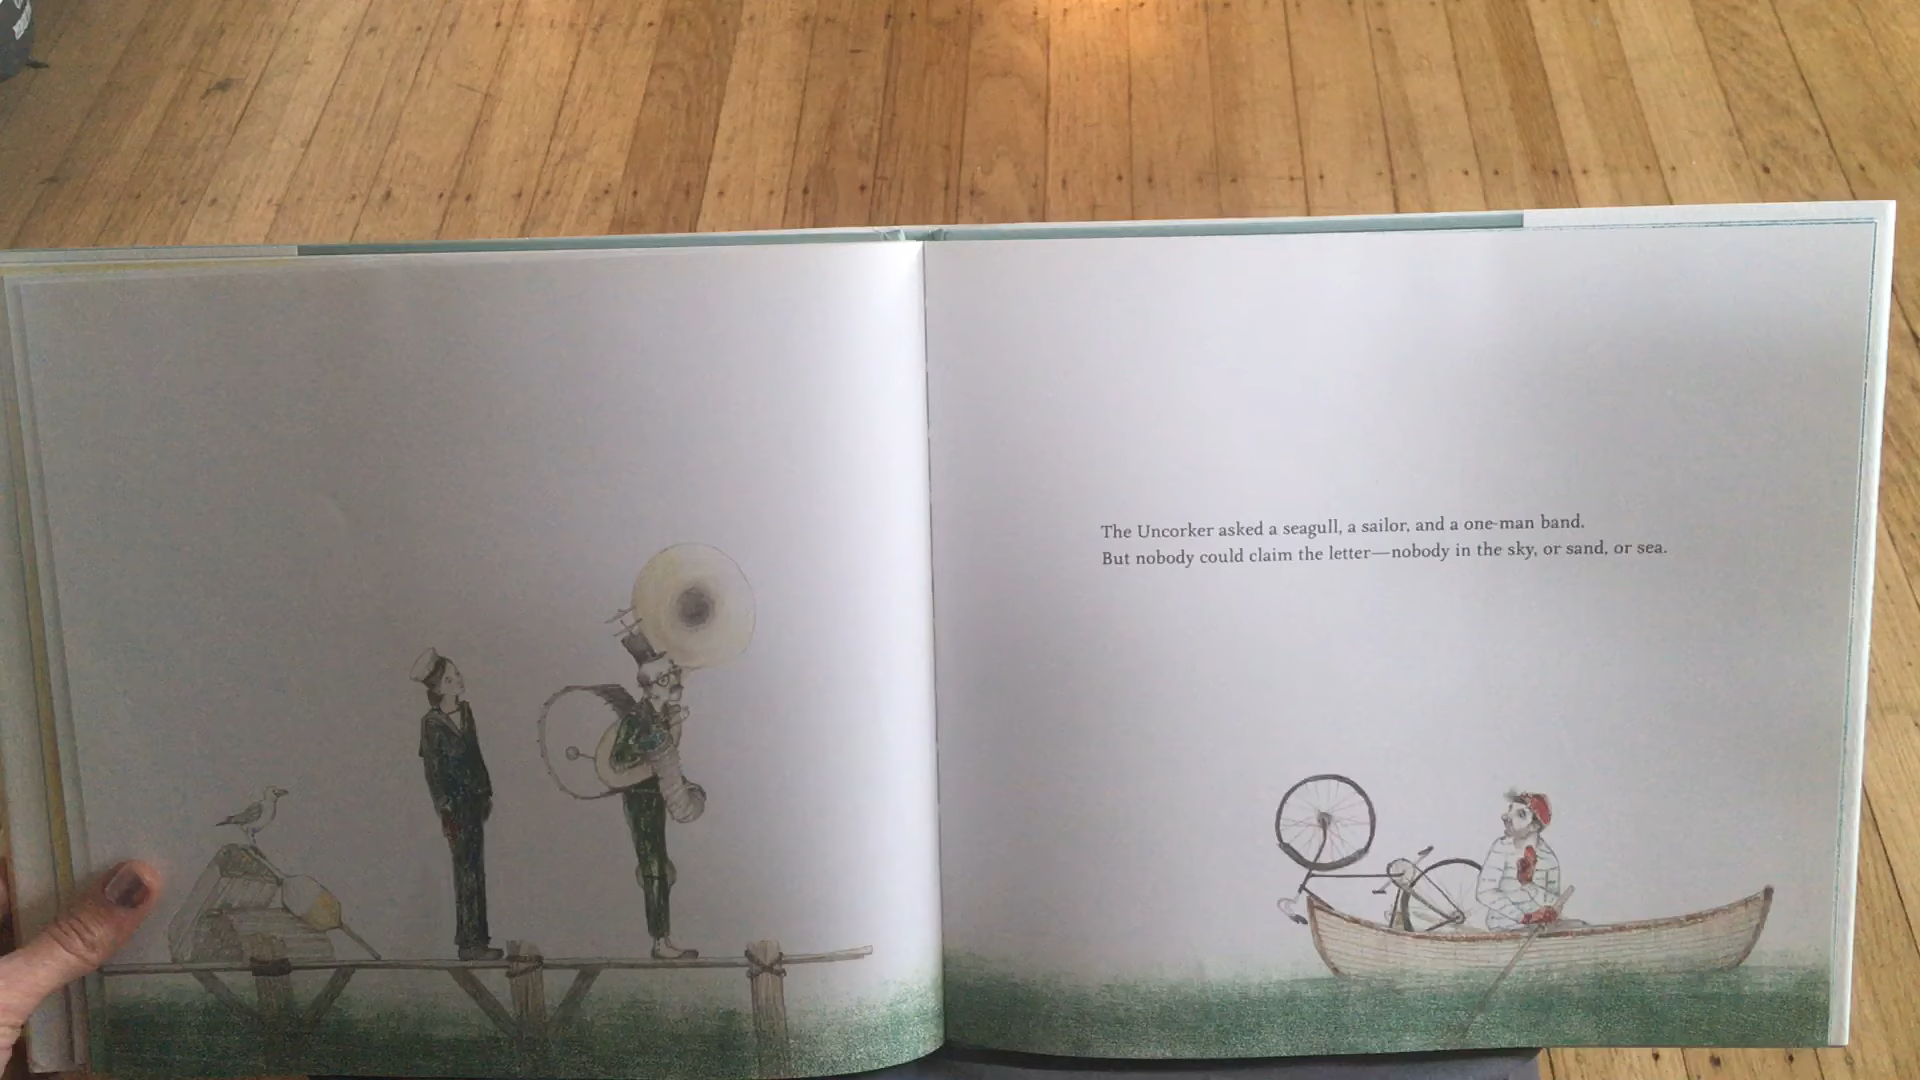 The Uncorker asked a seagull, a sailor, and a one-man band.
But nobody could claim the letter—nobody in the sky, or sand, or sea.